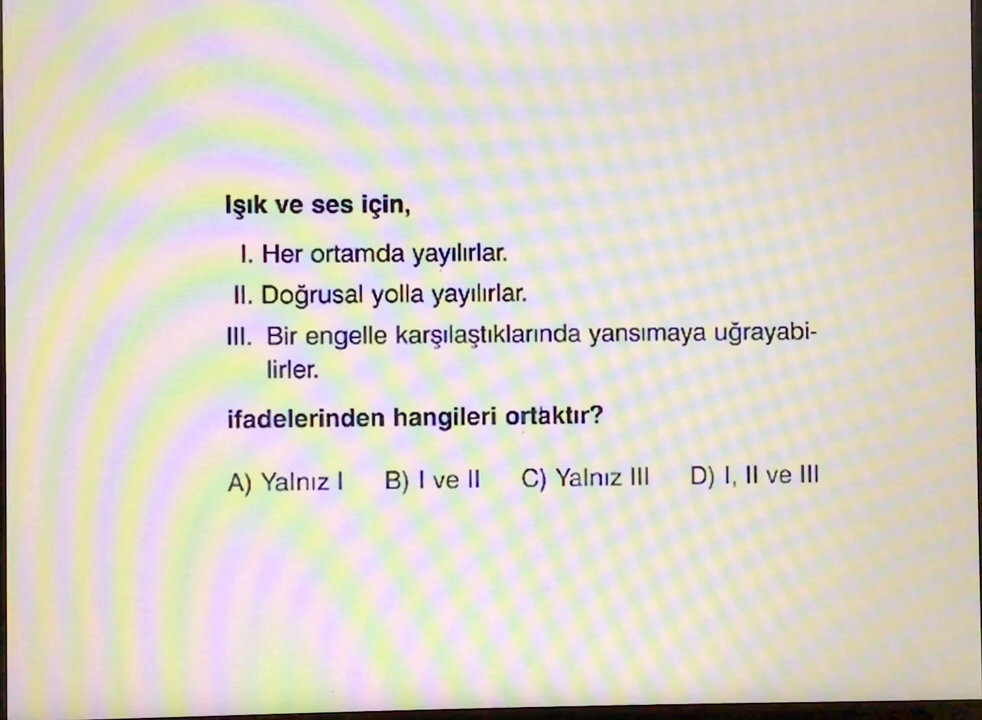 Işık ve ses için,
I. Her ortamda yayılırlar.
II. Doğrusal yolla yayılırlar.
III. Bir engelle karşılaştıklarında yansımaya uğrayabi-
lirler.
ifadelerinden hangileri ortaktır?
A) Yalnız I B) I ve II C) Yalnız III D) I, II ve III